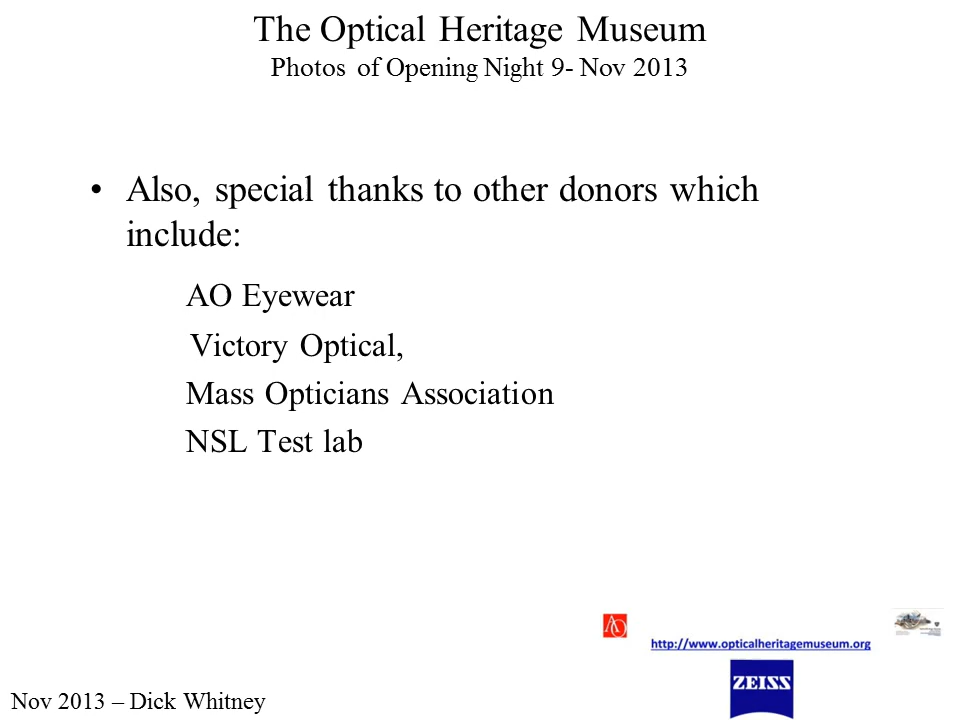 The Optical Heritage Museum
Photos of Opening Night 9- Nov 2013
• Also, special thanks to other donors which
include:
AO Eyewear
Victory Optical,
Mass Opticians Association
NSL Test lab
AO
http://www.opticalheritagemuseum.org
ZEISS
Nov 2013 – Dick Whitney